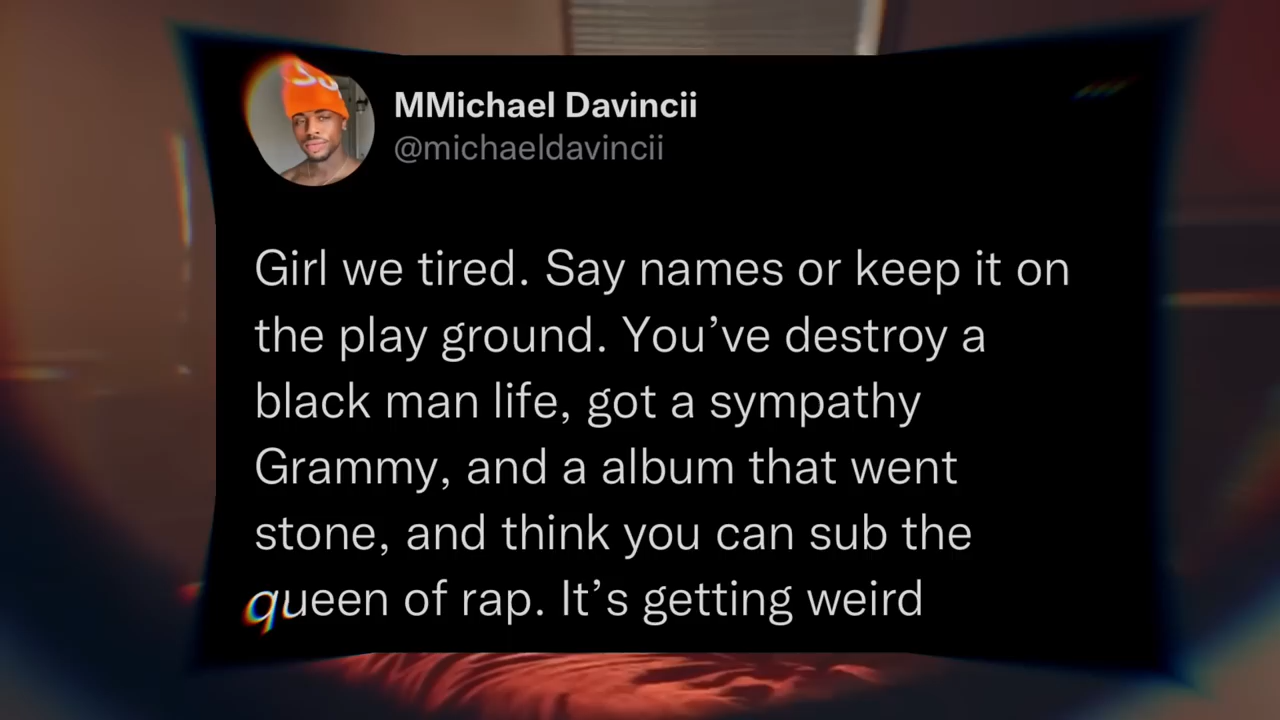 MMichael Davincii
@michaeldavincii
Girl we tired. Say names or keep it on
the play ground. You’ve destroy a
black man life, got a sympathy
Grammy, and a album that went
stone, and think you can sub the
queen of rap. It’s getting weird